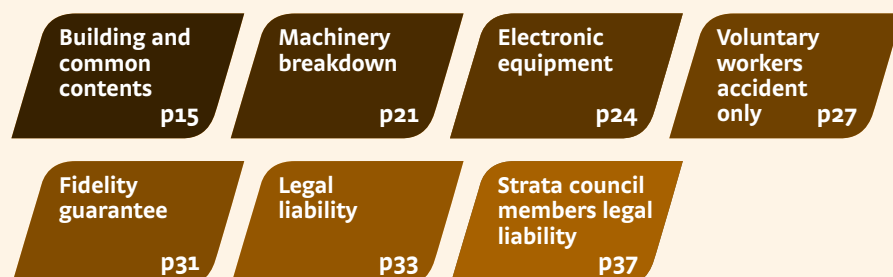 Building and
common
contents
p15
Machinery
breakdown
p21
Electronic
equipment
p24
Voluntary
workers
accident
only p27
Fidelity
guarantee
p31
Legal
liability
p33
Strata council
members legal
liability
p37